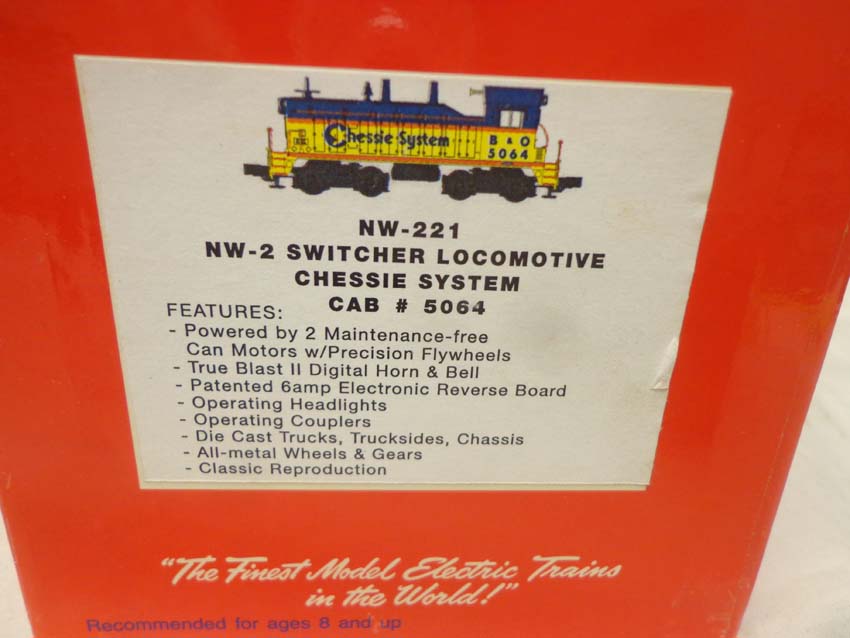 Chessie System
B & O
5064
NW-221
NW-2 SWITCHER LOCOMOTIVE
CHESSIE SYSTEM
CAB # 5064
FEATURES:
- Powered by 2 Maintenance-free
Can Motors w/Precision Flywheels
- True Blast II Digital Horn & Bell
- Patented 6amp Electronic Reverse Board
- Operating Headlights
- Operating Couplers
- Die Cast Trucks, Trucksides, Chassis
- All-metal Wheels & Gears
- Classic Reproduction
"The Finest Model Electric Trains
in the World!"
Recommended for ages 8 and up